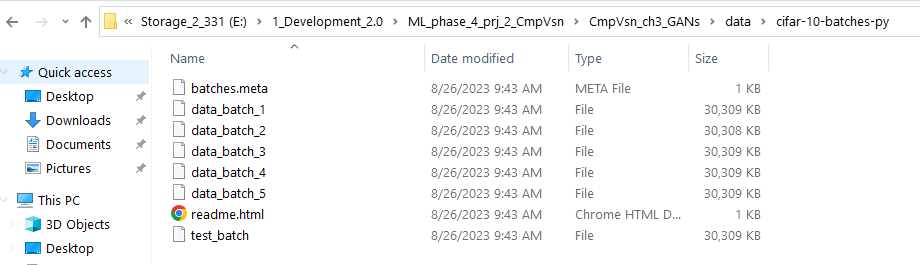 Storage_2_331 (E:) › 1_Development_2.0 › ML_phase_4_prj_2_CmpVsn › CmpVsn_ch3_GANs › data › cifar-10-batches-py
Name Date modified Type Size
Quick access
Desktop
Downloads
Documents
Pictures
This PC
3D Objects
Desktop
batches.meta 8/26/2023 9:43 AM META File 1 KB
data_batch_1 8/26/2023 9:43 AM File 30,309 KB
data_batch_2 8/26/2023 9:43 AM File 30,308 KB
data_batch_3 8/26/2023 9:43 AM File 30,309 KB
data_batch_4 8/26/2023 9:43 AM File 30,309 KB
data_batch_5 8/26/2023 9:43 AM File 30,309 KB
readme.html 8/26/2023 9:43 AM Chrome HTML D... 1 KB
test_batch 8/26/2023 9:43 AM File 30,309 KB